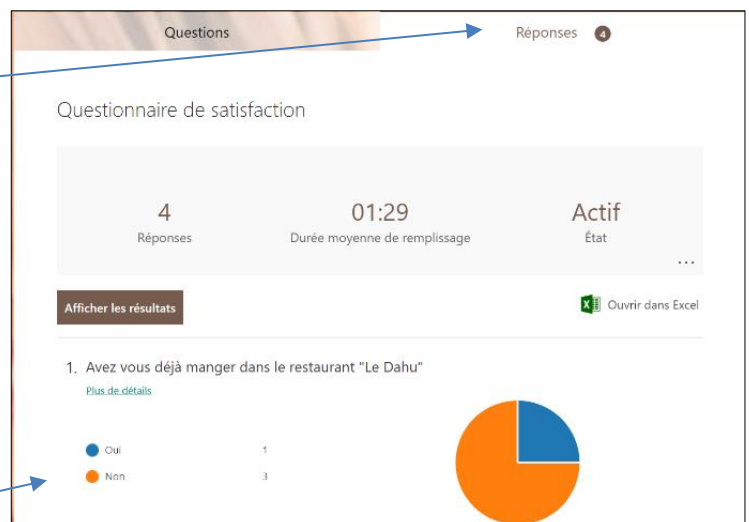 Questions
Réponses 4
Questionnaire de satisfaction
4
Réponses
01:29
Durée moyenne de remplissage
Actif
État
...
Afficher les résultats
Ouvrir dans Excel
1. Avez vous déjà manger dans le restaurant "Le Dahu"
Plus de détails
Oui 1
Non 3